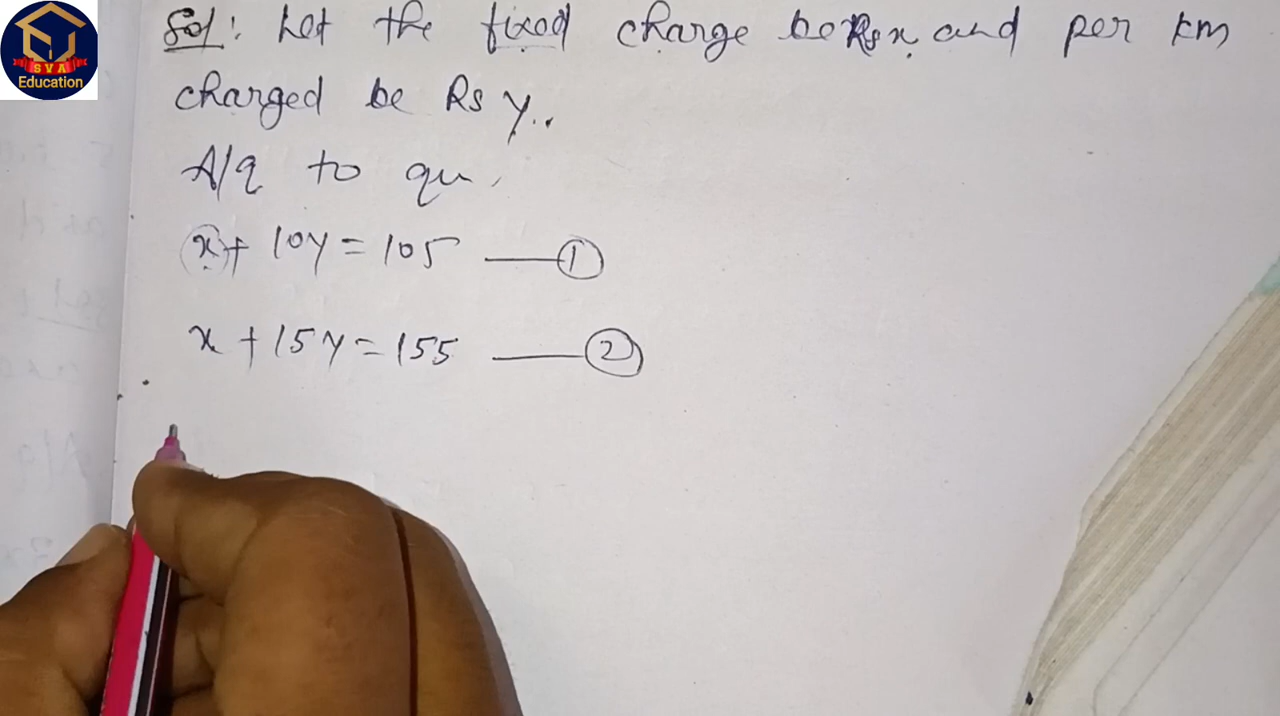 SVA
Education
Sol: Let the fixed charge be Rs x and per km
charged be Rs y..
A/q to qu.
x + 10y = 105 —— 1
x + 15y = 155 —— 2